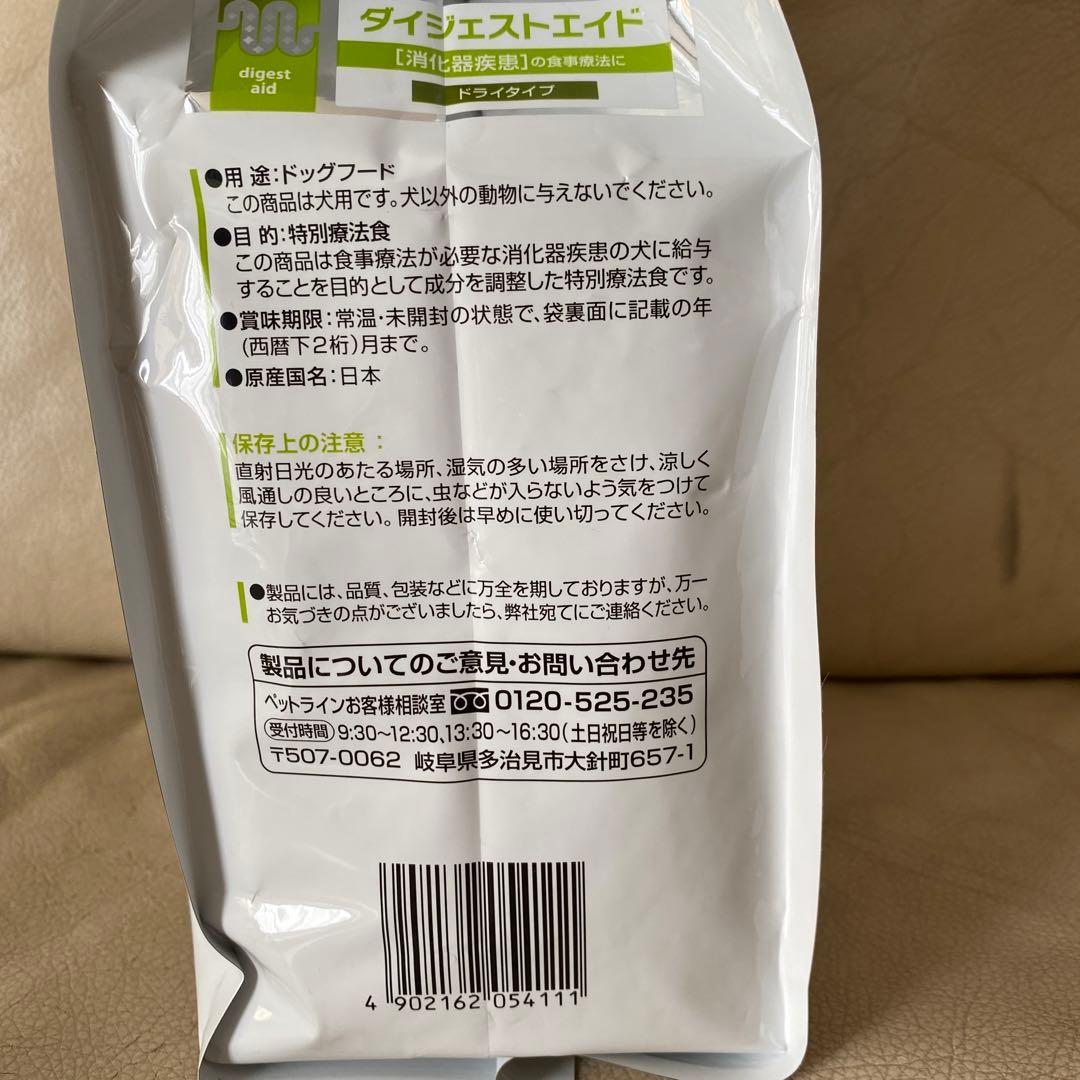 digest
aid
ダイジェストエイド
[消化器疾患]の食事療法に
ドライタイプ
●用 途:ドッグフード
この商品は犬用です。犬以外の動物に与えないでください。
●目 的:特別療法食
この商品は食事療法が必要な消化器疾患の犬に給与
することを目的として成分を調整した特別療法食です。
●賞味期限:常温・未開封の状態で、袋裏面に記載の年
(西暦下2桁)月まで。
●原産国名:日本
保存上の注意:
直射日光のあたる場所、湿気の多い場所をさけ、涼しく
風通しの良いところに、虫などが入らないよう気をつけて
保存してください。開封後は早めに使い切ってください。
●製品には、品質、包装などに万全を期しておりますが、万一
お気づきの点がございましたら、弊社宛てにご連絡ください。
製品についてのご意見・お問い合わせ先
ペットラインお客様相談室 0120-525-235
受付時間 9:30〜12:30、13:30〜16:30(土日祝日等を除く)
〒507-0062 岐阜県多治見市大針町657-1
4 902162 054111